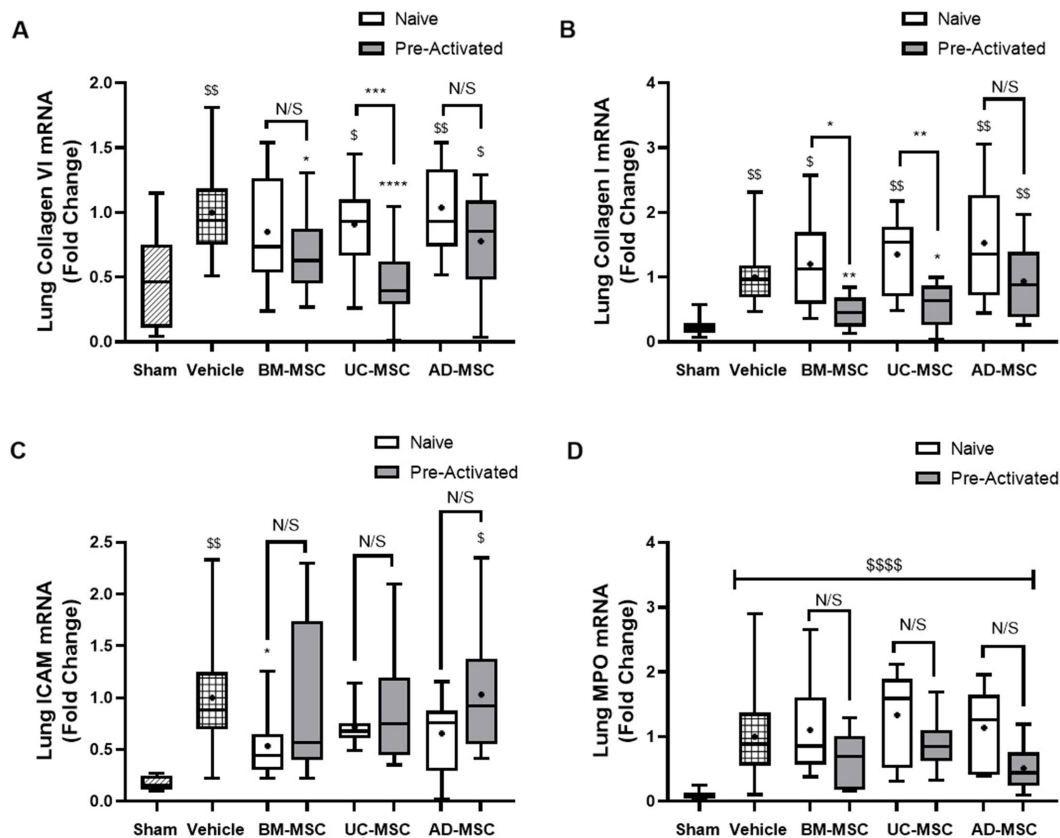 A
Naive
Pre-Activated
Lung Collagen VI mRNA
(Fold Change)
2.0
1.5
1.0
0.5
0.0
$$
N/S
*
$
***
****
$$
N/S
$
Sham Vehicle BM-MSC UC-MSC AD-MSC
B
Naive
Pre-Activated
Lung Collagen I mRNA
(Fold Change)
4
3
2
1
0
$$
$
*
**
$$
**
*
$$
N/S
$$
Sham Vehicle BM-MSC UC-MSC AD-MSC
C
Naive
Pre-Activated
Lung ICAM mRNA
(Fold Change)
2.5
2.0
1.5
1.0
0.5
0.0
$$
*
N/S
N/S
N/S
$
Sham Vehicle BM-MSC UC-MSC AD-MSC
D
Naive
Pre-Activated
Lung MPO mRNA
(Fold Change)
4
3
2
1
0
$$$$
N/S
N/S
N/S
Sham Vehicle BM-MSC UC-MSC AD-MSC